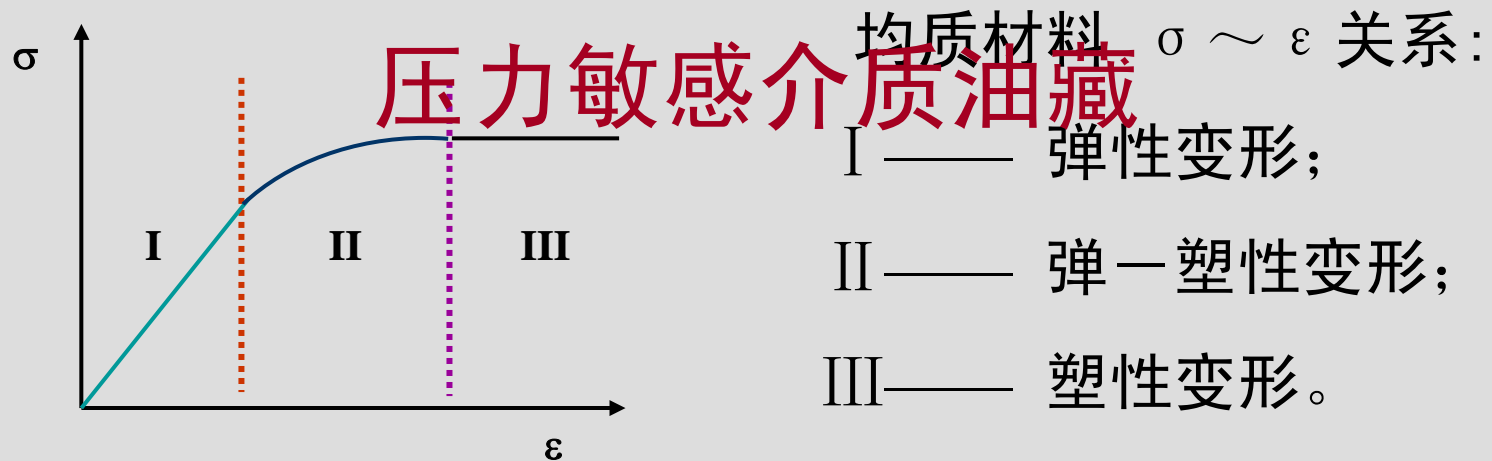 压力敏感介质油藏
均质材料 σ ～ ε 关系：
σ
I
II
III
ε
I —— 弹性变形；
II —— 弹－塑性变形；
III —— 塑性变形。